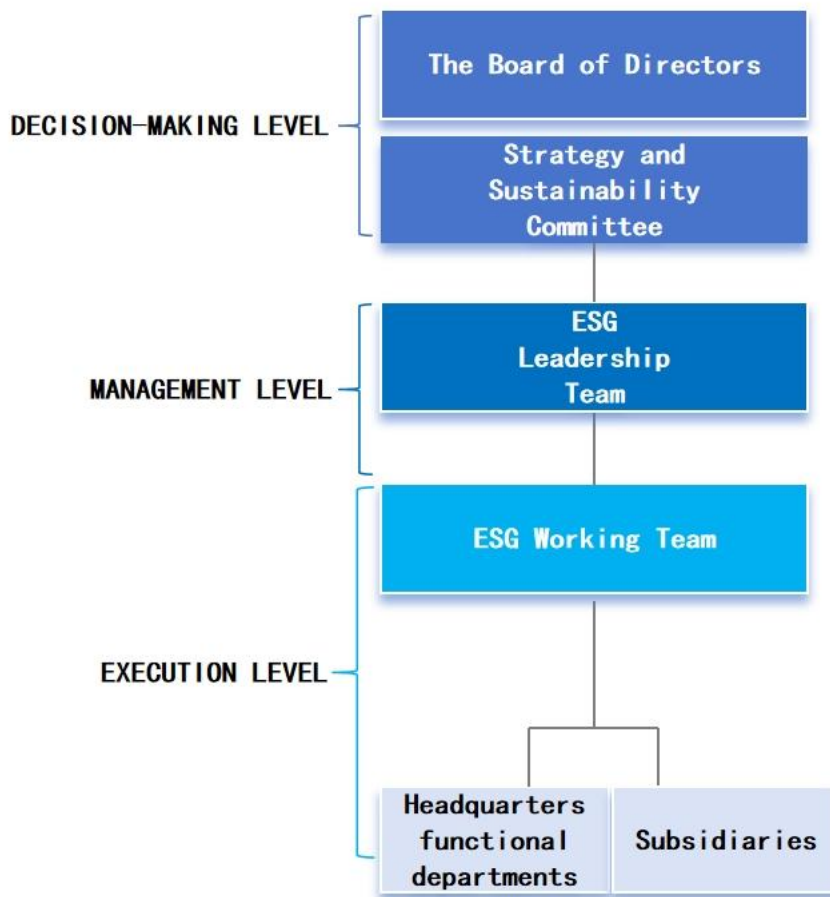 The Board of Directors
DECISION-MAKING LEVEL
Strategy and
Sustainability
Committee
ESG
Leadership
Team
MANAGEMENT LEVEL
ESG Working Team
EXECUTION LEVEL
Headquarters
functional
departments
Subsidiaries